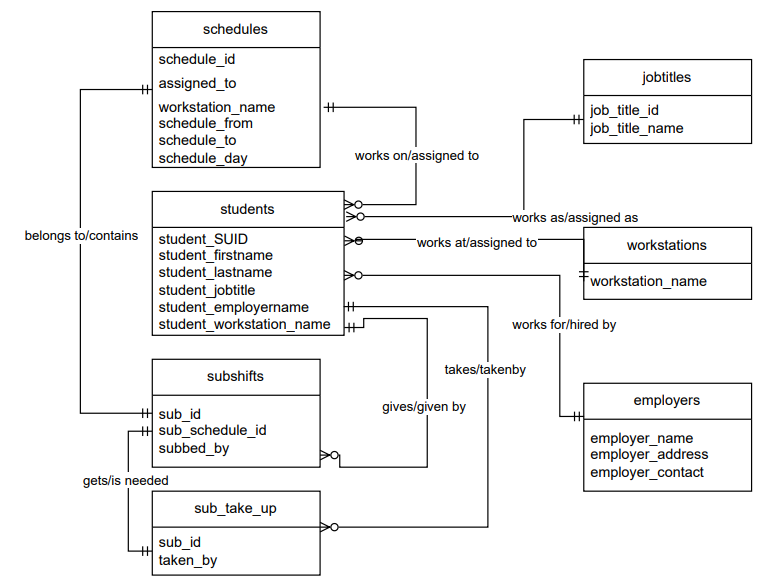 schedules
schedule_id
assigned_to
workstation_name
schedule_from
schedule_to
schedule_day
jobtitles
job_title_id
job_title_name
works on/assigned to
students
student_SUID
student_firstname
student_lastname
student_jobtitle
student_employername
student_workstation_name
works as/assigned as
works at/assigned to
workstations
workstation_name
belongs to/contains
works for/hired by
takes/takenby
gives/given by
subshifts
sub_id
sub_schedule_id
subbed_by
employers
employer_name
employer_address
employer_contact
gets/is needed
sub_take_up
sub_id
taken_by